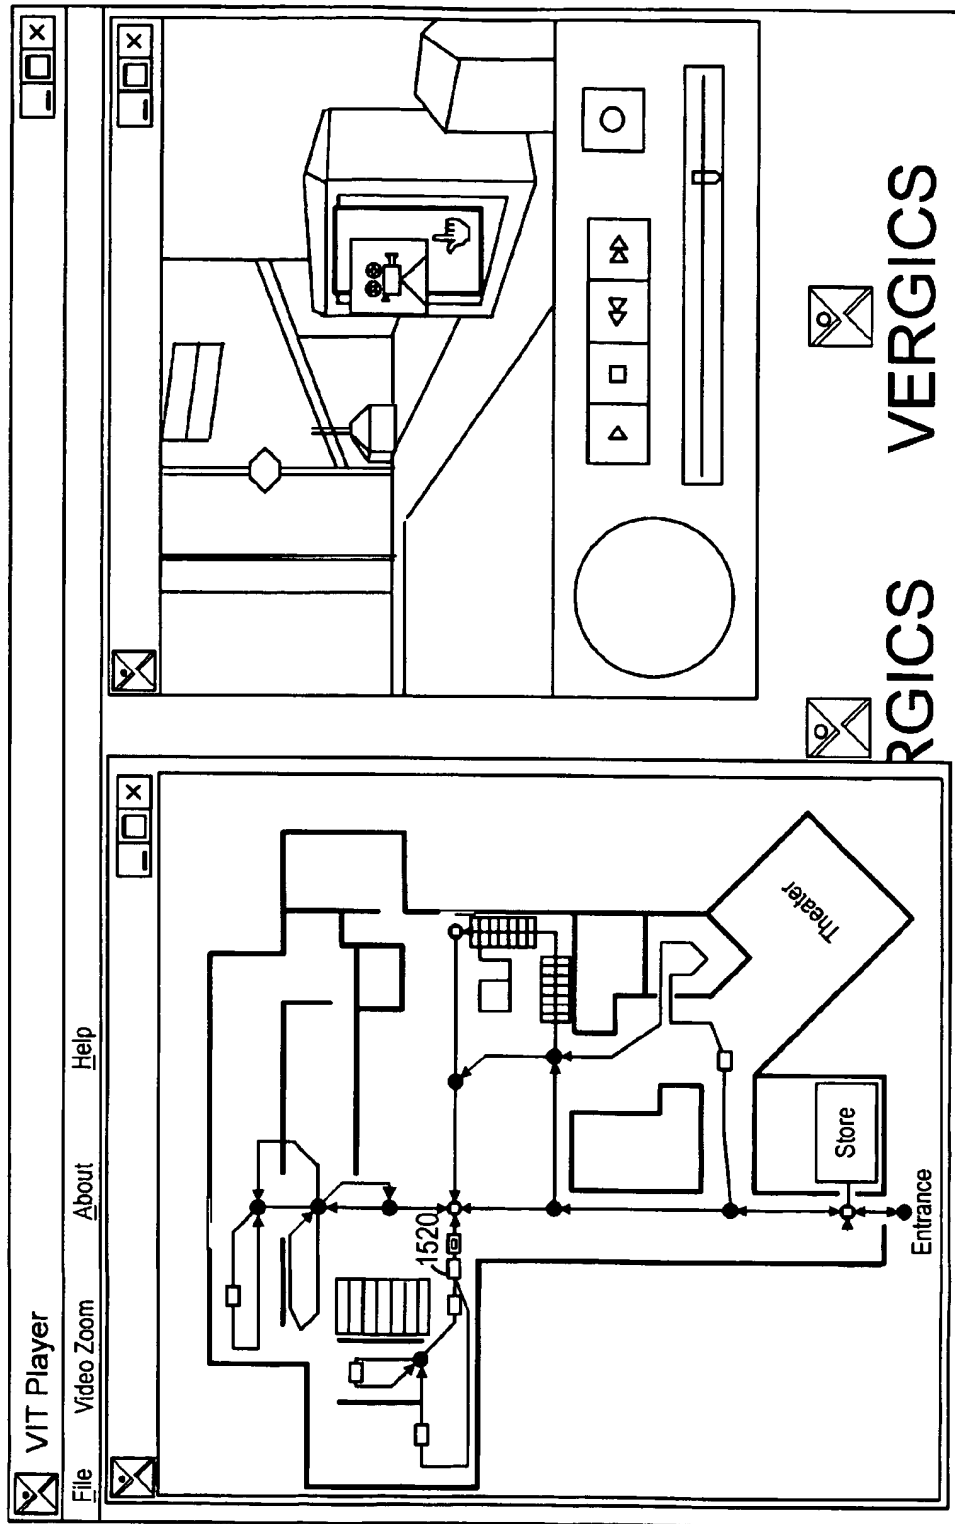 VIT Player
File Video Zoom About Help
1520
Theater
Store
Entrance
RGICS VERGICS